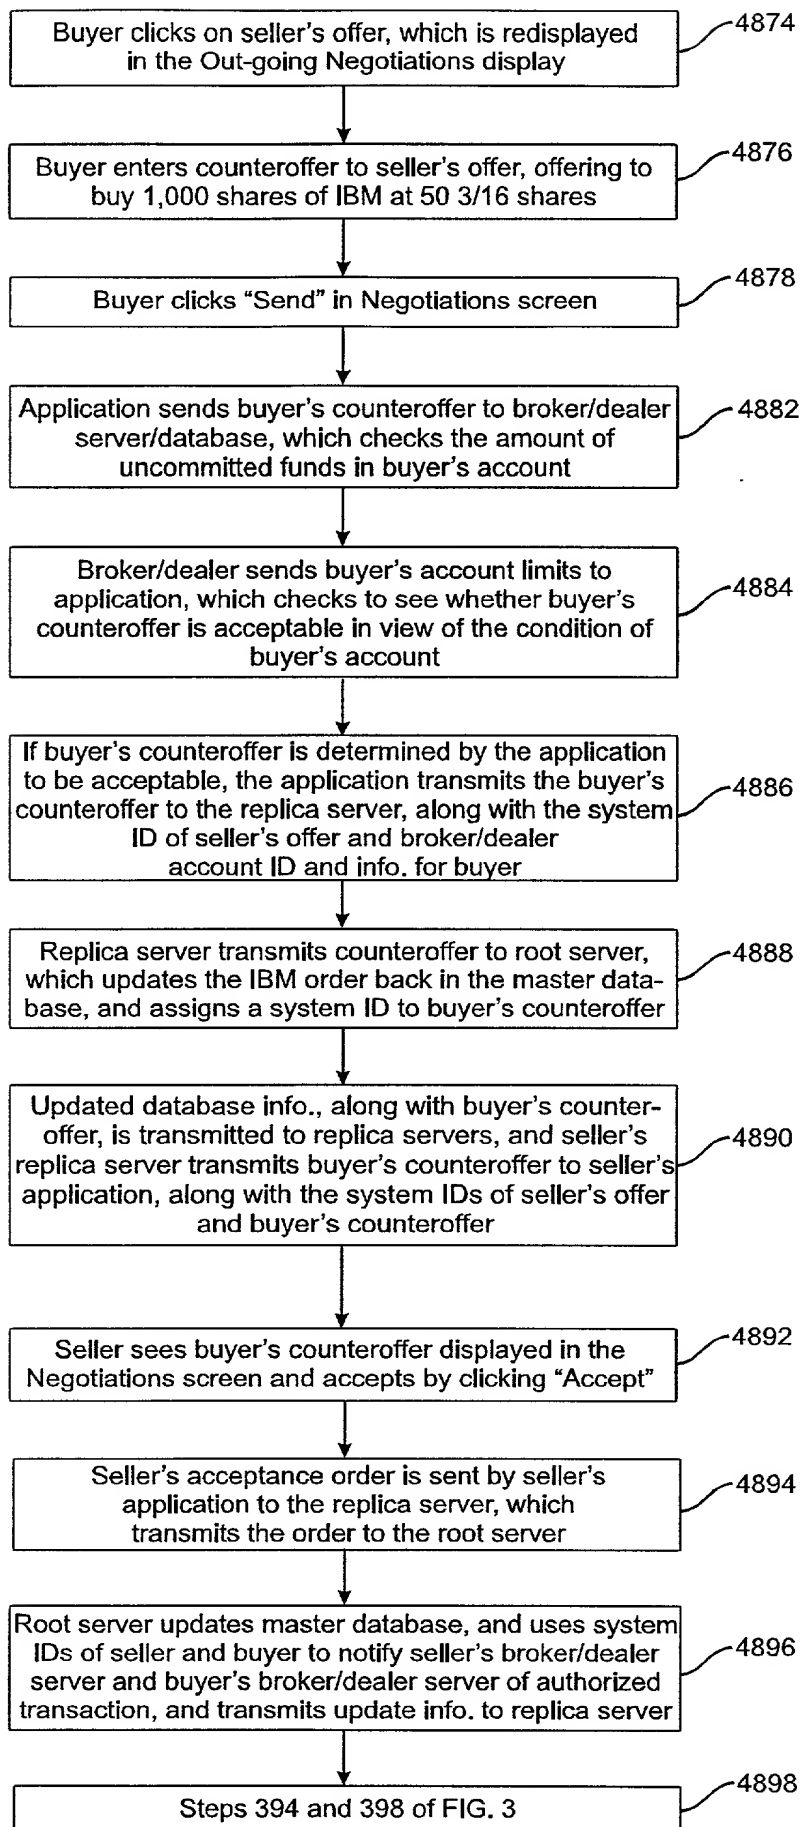 Buyer clicks on seller's offer, which is redisplayed
in the Out-going Negotiations display
4874
Buyer enters counteroffer to seller's offer, offering to
buy 1,000 shares of IBM at 50 3/16 shares
4876
Buyer clicks “Send” in Negotiations screen
4878
Application sends buyer's counteroffer to broker/dealer
server/database, which checks the amount of
uncommitted funds in buyer's account
4882
Broker/dealer sends buyer's account limits to
application, which checks to see whether buyer's
counteroffer is acceptable in view of the condition of
buyer's account
4884
If buyer's counteroffer is determined by the application
to be acceptable, the application transmits the buyer's
counteroffer to the replica server, along with the system
ID of seller's offer and broker/dealer
account ID and info. for buyer
4886
Replica server transmits counteroffer to root server,
which updates the IBM order back in the master data-
base, and assigns a system ID to buyer's counteroffer
4888
Updated database info., along with buyer's counter-
offer, is transmitted to replica servers, and seller's
replica server transmits buyer's counteroffer to seller's
application, along with the system IDs of seller's offer
and buyer's counteroffer
4890
Seller sees buyer's counteroffer displayed in the
Negotiations screen and accepts by clicking “Accept”
4892
Seller's acceptance order is sent by seller's
application to the replica server, which
transmits the order to the root server
4894
Root server updates master database, and uses system
IDs of seller and buyer to notify seller's broker/dealer
server and buyer's broker/dealer server of authorized
transaction, and transmits update info. to replica server
4896
Steps 394 and 398 of FIG. 3
4898